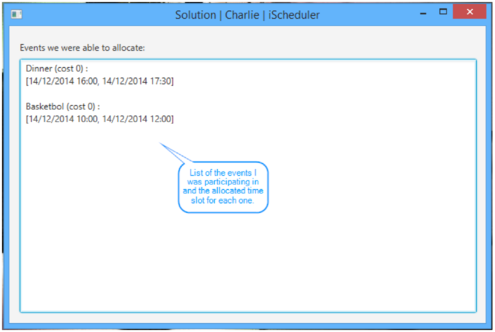 Solution | Charlie | iScheduler
Events we were able to allocate:
Dinner (cost 0) :
[14/12/2014 16:00, 14/12/2014 17:30]
Basketbol (cost 0) :
[14/12/2014 10:00, 14/12/2014 12:00]
List of the events I
was participating in
and the allocated time
slot for each one.